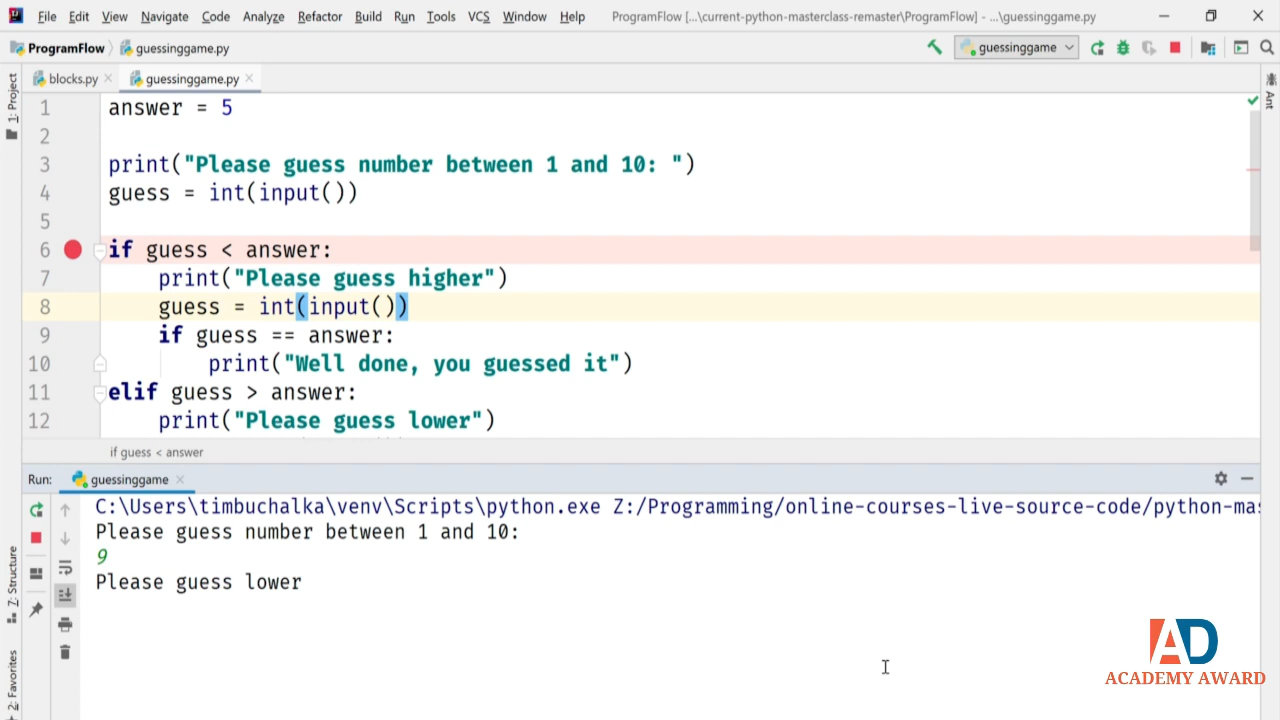 File Edit View Navigate Code Analyze Refactor Build Run Tools VCS Window Help ProgramFlow [...\current-python-masterclass-remaster\ProgramFlow] - ...\guessinggame.py
ProgramFlow guessinggame.py guessinggame
1: Project blocks.py guessinggame.py Ant
1 answer = 5
2
3 print("Please guess number between 1 and 10: ")
4 guess = int(input())
5
6 if guess < answer:
7     print("Please guess higher")
8     guess = int(input())
9     if guess == answer:
10         print("Well done, you guessed it")
11 elif guess > answer:
12     print("Please guess lower")
if guess < answer
Run: guessinggame
C:\Users\timbuchalka\venv\Scripts\python.exe Z:/Programming/online-courses-live-source-code/python-mas
Please guess number between 1 and 10:
9
Please guess lower
Z: Structure
2: Favorites
AD
ACADEMY AWARD